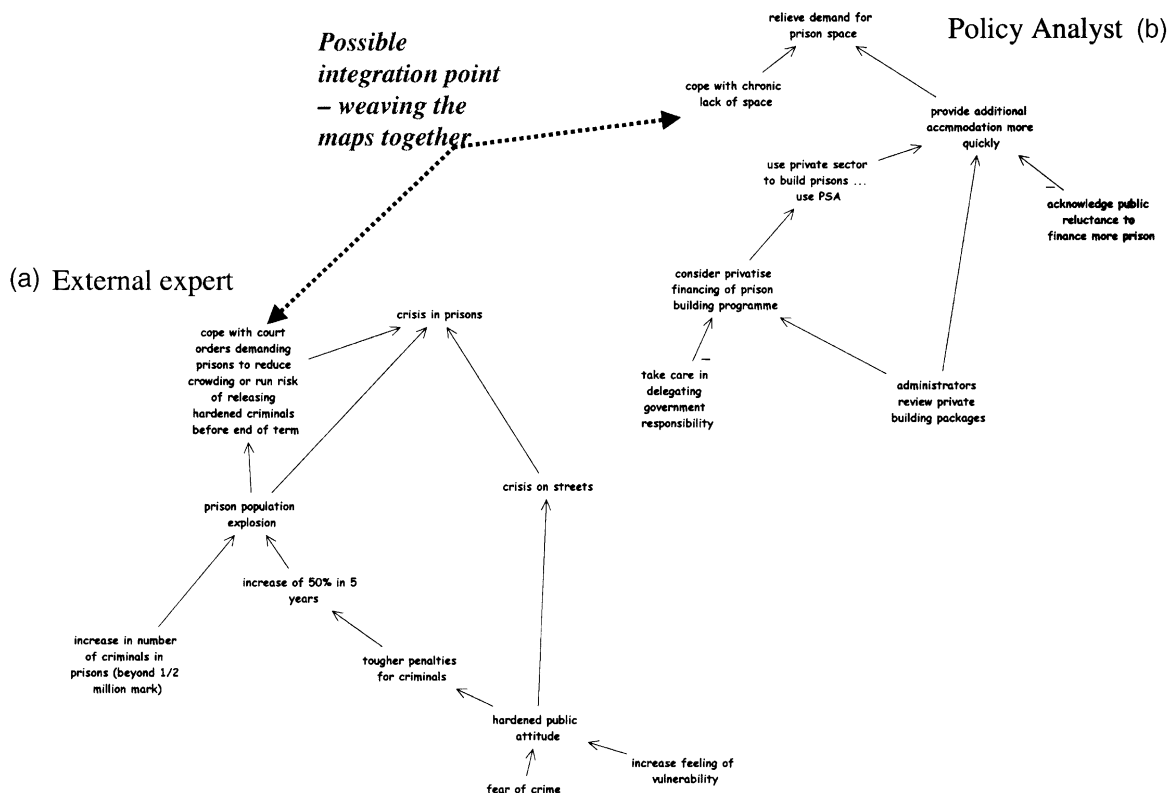 relieve demand for
prison space
Policy Analyst (b)
Possible
integration point
– weaving the
maps together
cope with chronic
lack of space
provide additional
accmmodation more
quickly
use private sector
to build prisons ...
use PSA
–
acknowledge public
reluctance to
finance more prison
(a) External expert
consider privatise
financing of prison
building programme
crisis in prisons
cope with court
orders demanding
prisons to reduce
crowding or run risk
of releasing
hardened criminals
before end of term
–
take care in
delegating
government
responsibility
administrators
review private
building packages
crisis on streets
prison population
explosion
increase of 50% in 5
years
increase in number
of criminals in
prisons (beyond 1/2
million mark)
tougher penalties
for criminals
hardened public
attitude
increase feeling of
vulnerability
fear of crime